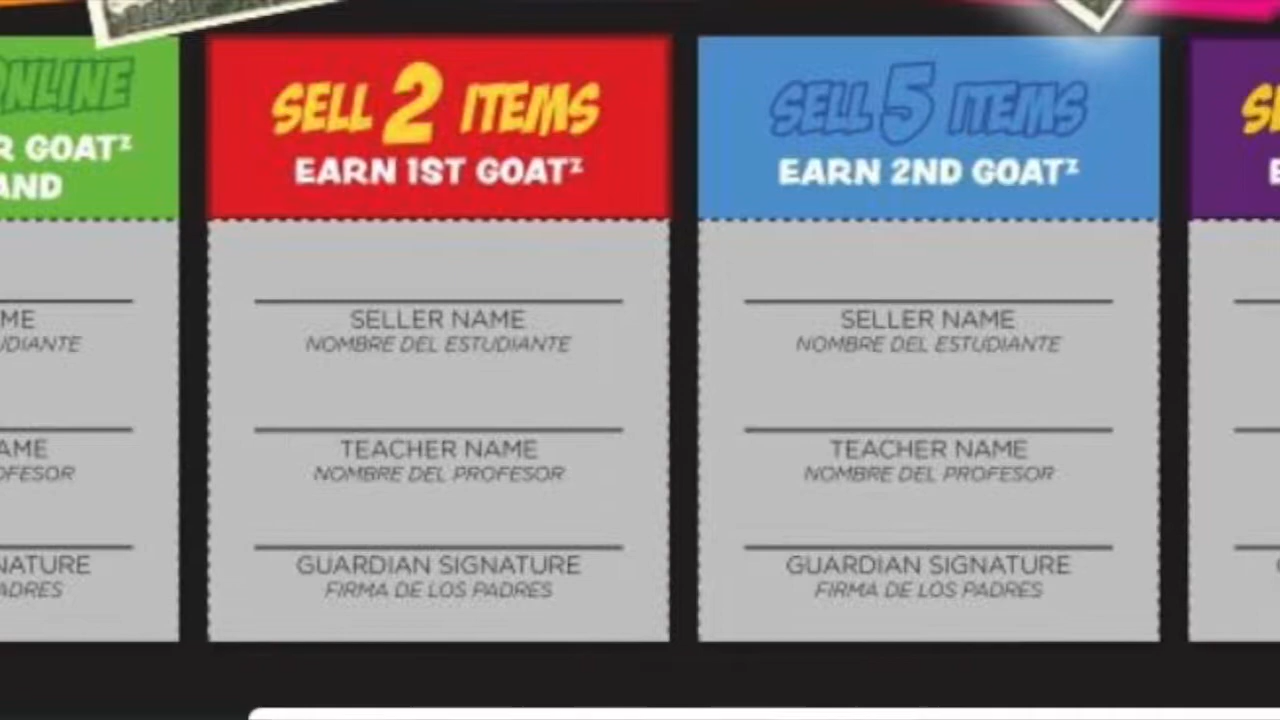 ONLINE
R GOATᶻ
AND
ME
UDIANTE
AME
OFESOR
NATURE
ADRES
SELL 2 ITEMS
EARN 1ST GOATᶻ
SELLER NAME
NOMBRE DEL ESTUDIANTE
TEACHER NAME
NOMBRE DEL PROFESOR
GUARDIAN SIGNATURE
FIRMA DE LOS PADRES
SELL 5 ITEMS
EARN 2ND GOATᶻ
SELLER NAME
NOMBRE DEL ESTUDIANTE
TEACHER NAME
NOMBRE DEL PROFESOR
GUARDIAN SIGNATURE
FIRMA DE LOS PADRES